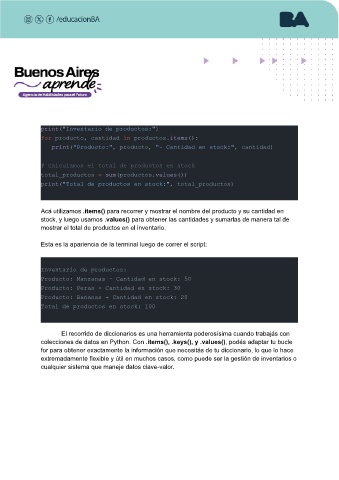 /educacionBA
BA
Buenos Aires
aprende
Agencia de Habilidades para el Futuro
print("Inventario de productos:")
for producto, cantidad in productos.items():
print("Producto:", producto, "- Cantidad en stock:", cantidad)
# Calculamos el total de productos en stock
total_productos = sum(productos.values())
print("Total de productos en stock:", total_productos)
Acá utilizamos .items() para recorrer y mostrar el nombre del producto y su cantidad en
stock, y luego usamos .values() para obtener las cantidades y sumarlas de manera tal de
mostrar el total de productos en el inventario.
Esta es la apariencia de la terminal luego de correr el script:
Inventario de productos:
Producto: Manzanas - Cantidad en stock: 50
Producto: Peras - Cantidad en stock: 30
Producto: Bananas - Cantidad en stock: 20
Total de productos en stock: 100
El recorrido de diccionarios es una herramienta poderosísima cuando trabajás con
colecciones de datos en Python. Con .items(), .keys(), y .values(), podés adaptar tu bucle
for para obtener exactamente la información que necesitás de tu diccionario, lo que lo hace
extremadamente flexible y útil en muchos casos, como puede ser la gestión de inventarios o
cualquier sistema que maneje datos clave-valor.